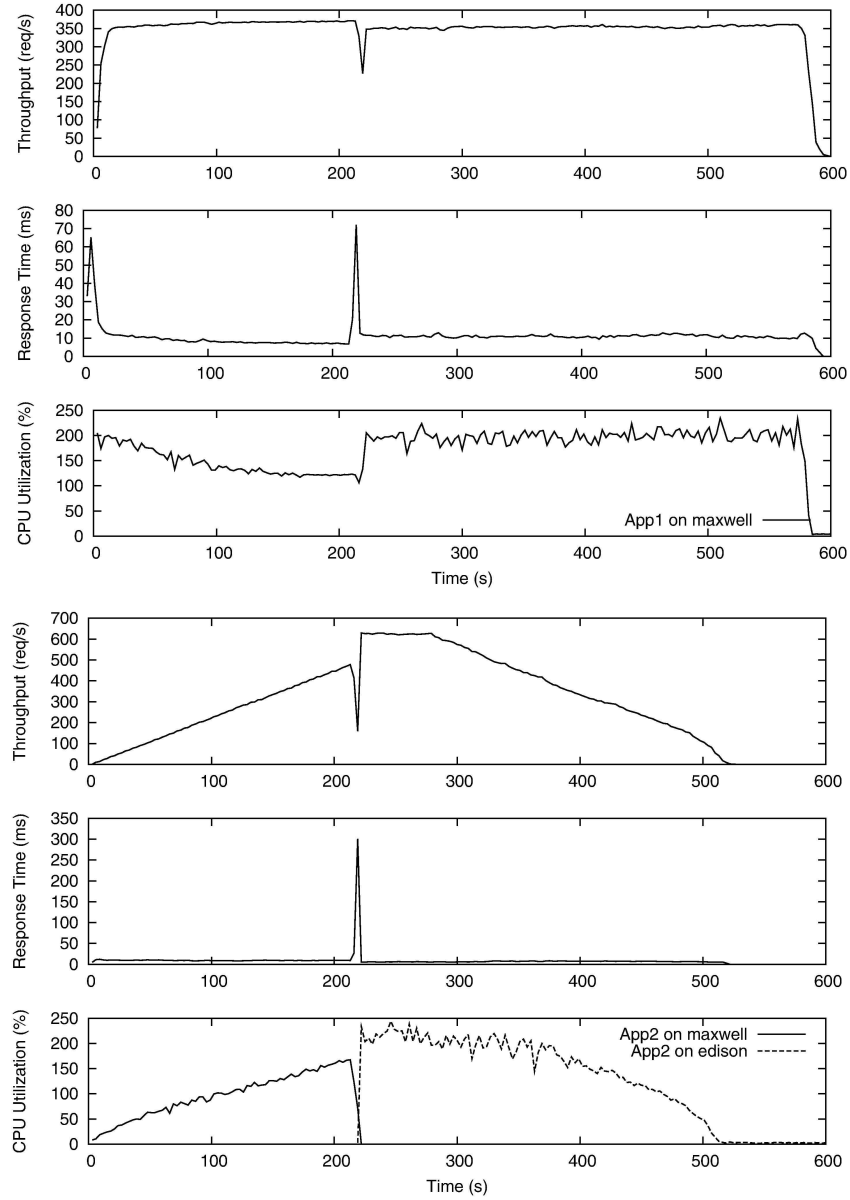 400
350
300
250
200
150
100
50
0
Throughput (req/s)
0 100 200 300 400 500 600
80
70
60
50
40
30
20
10
0
Response Time (ms)
0 100 200 300 400 500 600
250
200
150
100
50
0
CPU Utilization (%)
App1 on maxwell
0 100 200 300 400 500 600
Time (s)
700
600
500
400
300
200
100
0
Throughput (req/s)
0 100 200 300 400 500 600
350
300
250
200
150
100
50
0
Response Time (ms)
0 100 200 300 400 500 600
250
200
150
100
50
0
CPU Utilization (%)
App2 on maxwell
App2 on edison
0 100 200 300 400 500 600
Time (s)